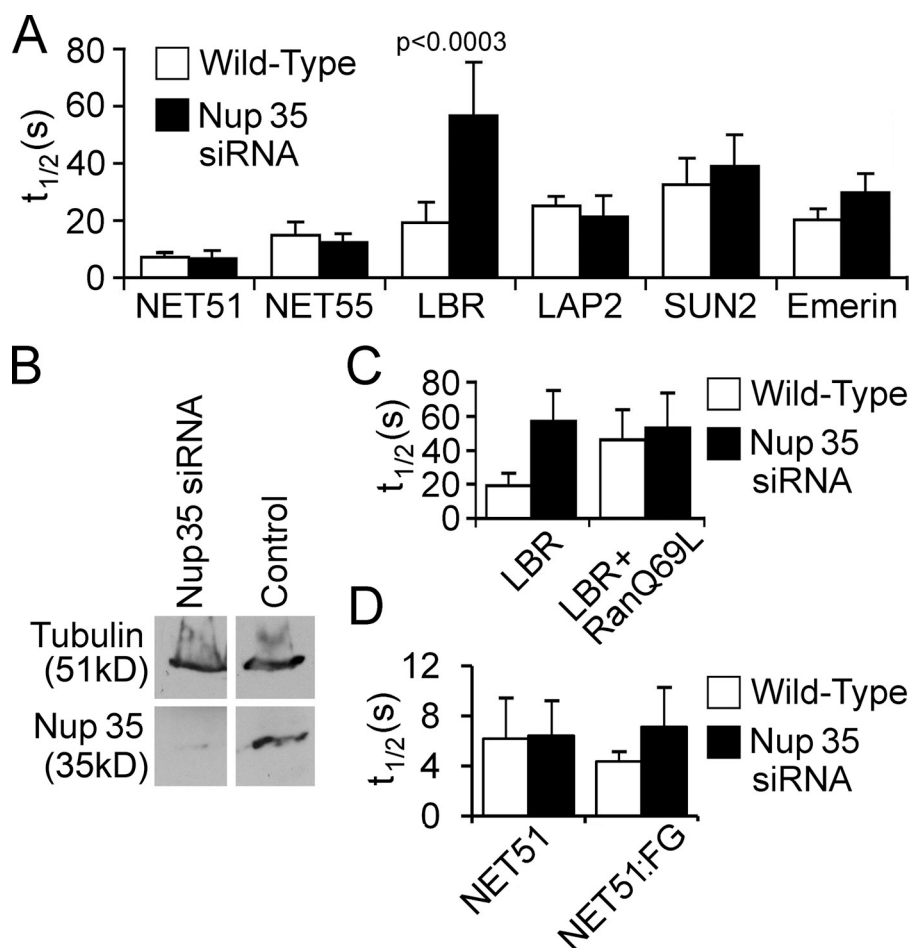 A
p<0.0003
80
60
40
20
0
t1/2(s)
Wild-Type
Nup 35
siRNA
NET51 NET55 LBR LAP2 SUN2 Emerin
B
Nup35 siRNA
Control
Tubulin
(51kD)
Nup 35
(35kD)
C
80
60
40
20
0
t1/2(s)
Wild-Type
Nup 35
siRNA
LBR
LBR+
RanQ69L
D
12
8
4
0
t1/2(s)
Wild-Type
Nup 35
siRNA
NET51
NET51:FG